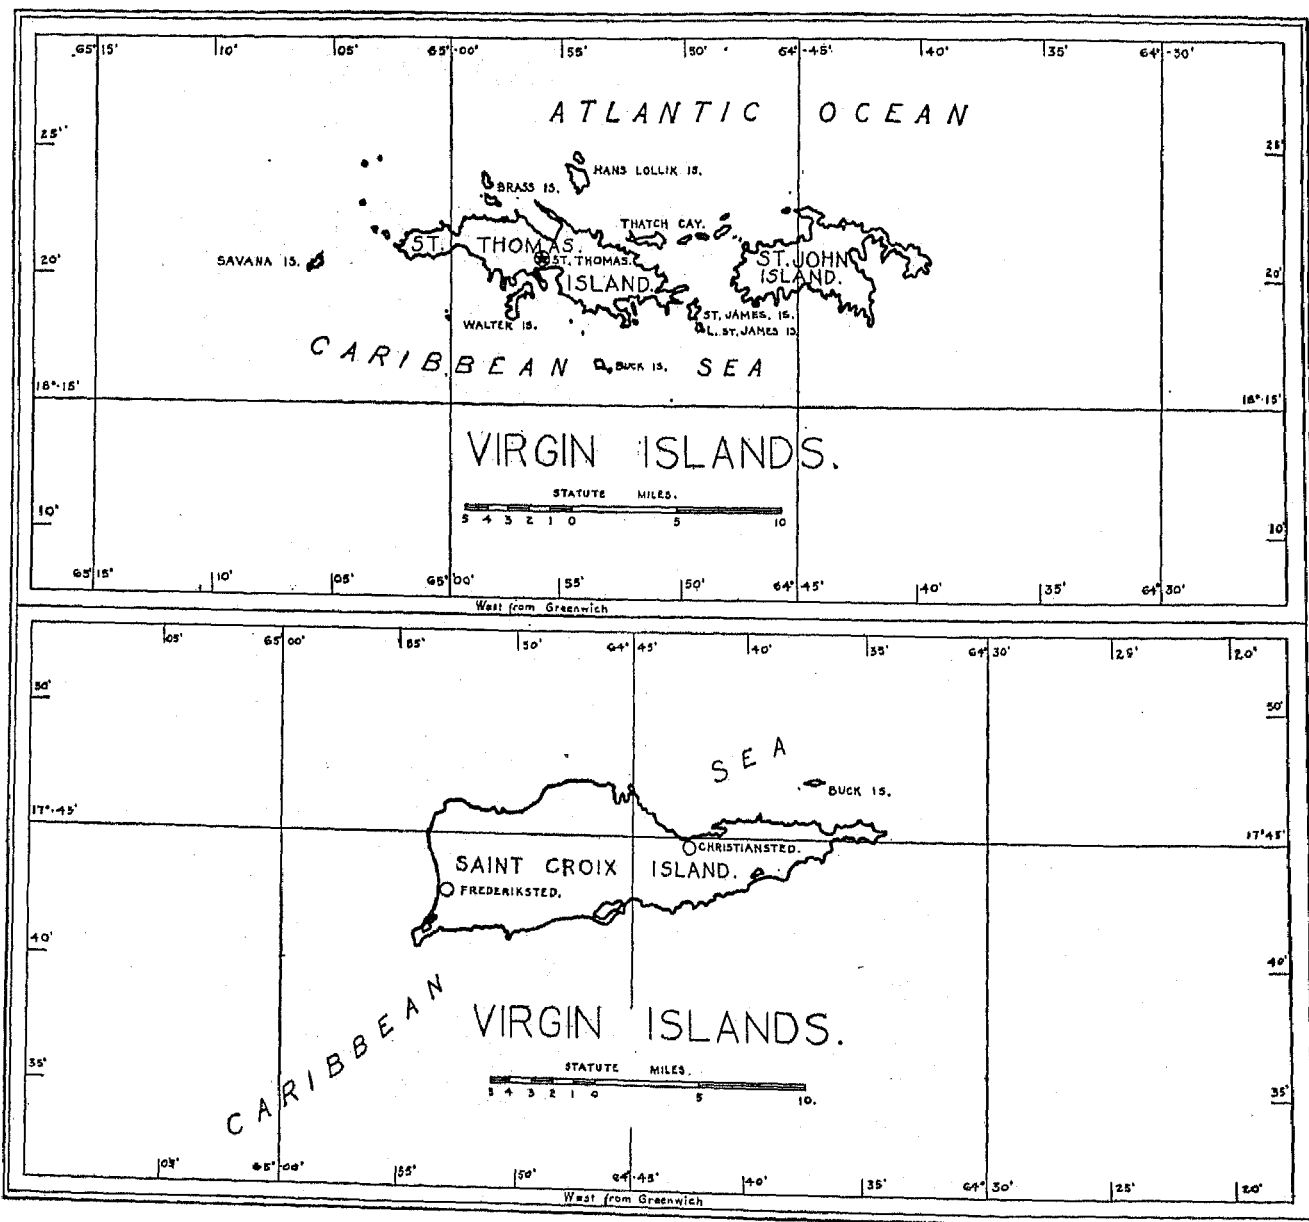 65°15' 10' 05' 65°00' 55' 50' 64°-45' 40' 35' 64°-30'
ATLANTIC OCEAN
25' 25'
HANS LOLLIK IS.
BRASS IS.
THATCH CAY.
ST. THOMAS. ST. JOHN
SAVANA IS. ST. THOMAS. ISLAND.
20' ISLAND. 20'
ST. JAMES. IS.
WALTER IS. L. ST. JAMES IS.
CARIBBEAN SEA
BUCK IS.
18°-15' 18°-15'
VIRGIN ISLANDS.
STATUTE MILES.
5 4 3 2 1 0 5 10
10' 10'
65°15' 10' 05' 65°00' 55' 50' 64°-45' 40' 35' 64°30'
West from Greenwich
05' 65°00' 55' 50' 64°45' 40' 35' 64°30' 25' 20'
50' 50'
SEA
BUCK IS.
17°-45' 17°45'
CHRISTIANSTED.
SAINT CROIX ISLAND.
FREDERIKSTED.
40' 40'
CARIBBEAN
VIRGIN ISLANDS.
STATUTE MILES.
5 4 3 2 1 0 5 10.
35' 35'
05' 65°-00' 55' 50' 64°-45' 40' 35' 64°30' 25' 20'
West from Greenwich